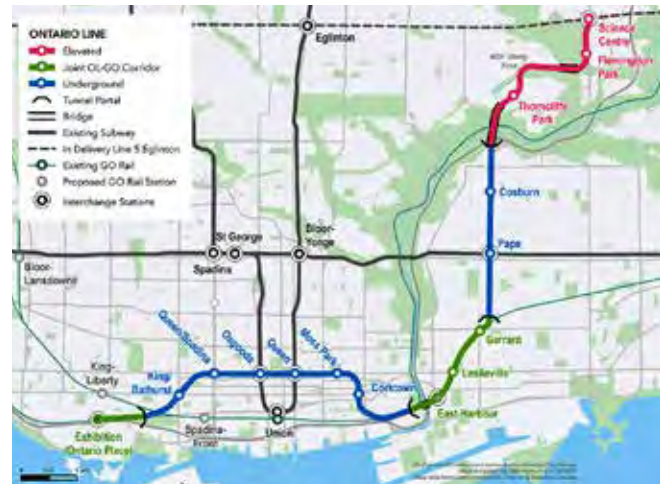 ONTARIO LINE
Elevated
Joint OL-GO Corridor
Underground
Tunnel Portal
Bridge
Existing Subway
In Delivery Line 5 Eglinton
Existing GO Rail
Proposed GO Rail Station
Interchange Stations
Eglinton
Science
Centre
Flemingdon
Park
Thorncliffe
Park
Cosburn
Pape
St George
Bloor-
Yonge
Spadina
Bloor-
Lansdowne
Gerrard
Leslieville
East Harbour
Corktown
Moss Park
Queen
Osgoode
Queen/Spadina
King/
Bathurst
King-
Liberty
Exhibition
(Ontario Place)
Spadina-
Front
Union